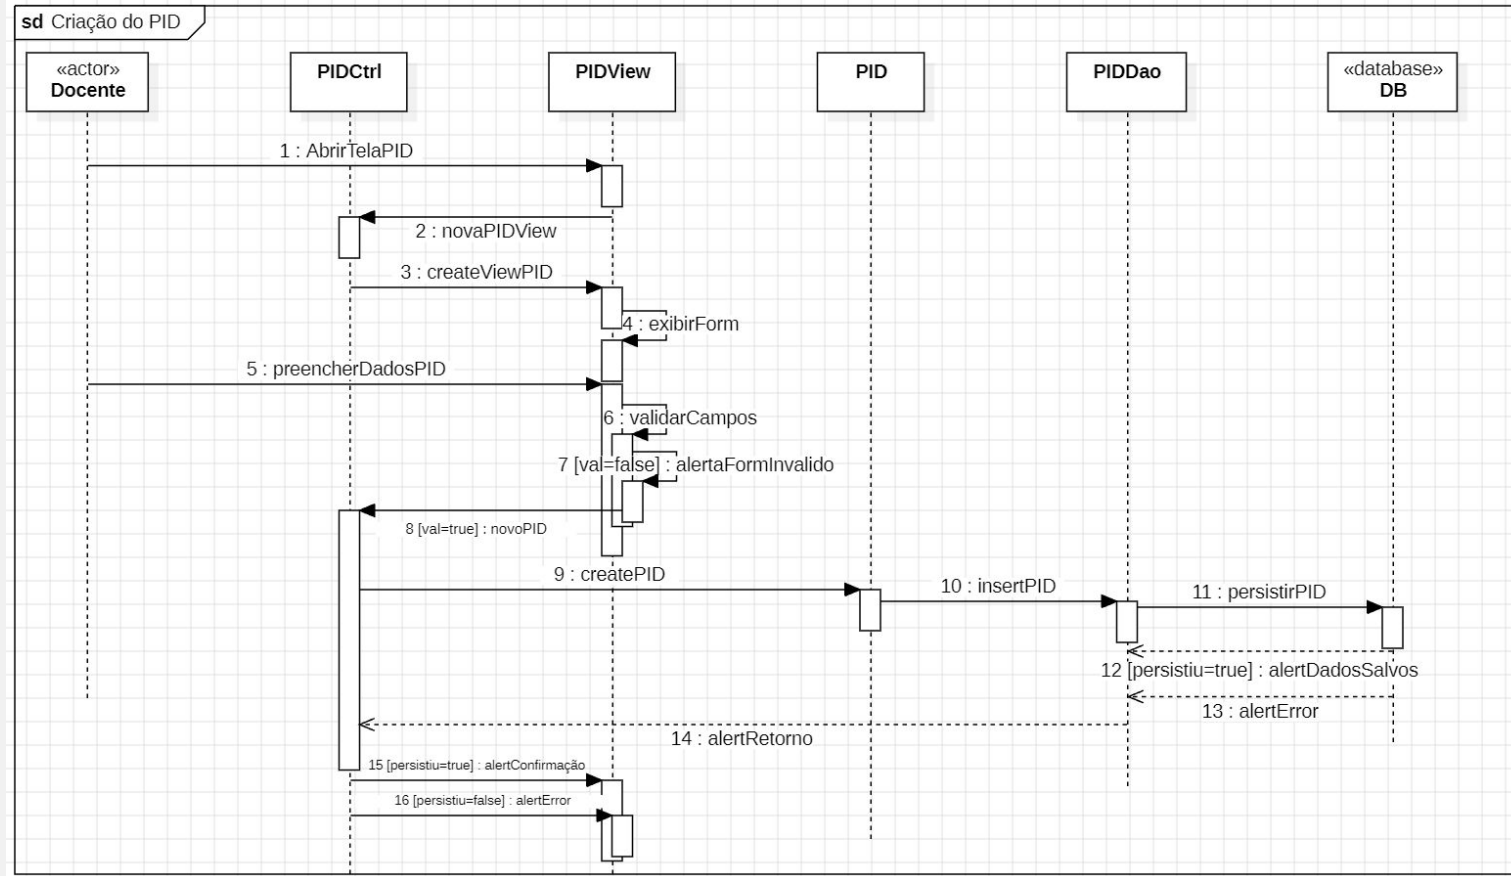 sd Criação do PID
«actor»
Docente
PIDCtrl
PIDView
PID
PIDDao
«database»
DB
1 : AbrirTelaPID
2 : novaPIDView
3 : createViewPID
4 : exibirForm
5 : preencherDadosPID
6 : validarCampos
7 [val=false] : alertaFormInvalido
8 [val=true] : novoPID
9 : createPID
10 : insertPID
11 : persistirPID
12 [persistiu=true] : alertDadosSalvos
13 : alertError
14 : alertRetorno
15 [persistiu=true] : alertConfirmação
16 [persistiu=false] : alertError